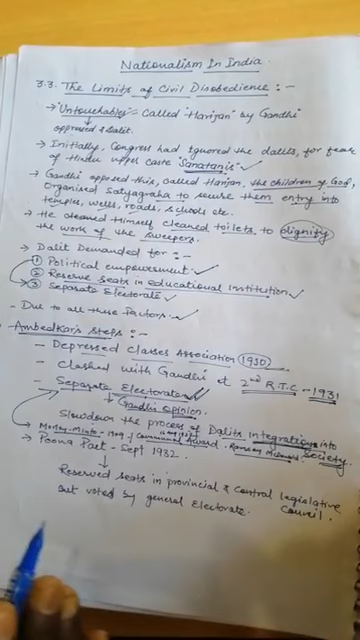 Nationalism In India
3.3. The Limits of Civil Disobedience :-
→ "Untouchables" = Called "Harijan" by Gandhi
oppressed & Dalit.
→ Initially, Congress had ignored the dalits, for fear
of Hindu upper caste "Sanatanis" ✓
→ Gandhi opposed this, called Harijan, the children of God,
Organised Satyagraha to secure them entry into
temples, wells, roads, schools etc.
→ He cleaned Himself cleaned toilets to dignify
the work of the sweepers.
→ Dalit Demanded for :-
① Political empowerment. ✓
② Reserve seats in educational Institution ✓
→ ③ Separate Electorate ✓
- Due to all these factors. ✓
Ambedkar's Steps :-
- Depressed Classes Association (1930)
- Clashed with Gandhi at 2nd R.T.C. - 1931
- Separate Electorates ✓
Gandhi opinion.
Slowdown the process of Dalits Integration into
Society.
→ Morley-Minto - 1909 Communal Award - Ramsay
→ Poona Pact - Sept 1932.
Reserved seats in provincial & Central legislative
Council.
but voted by general Electorate.